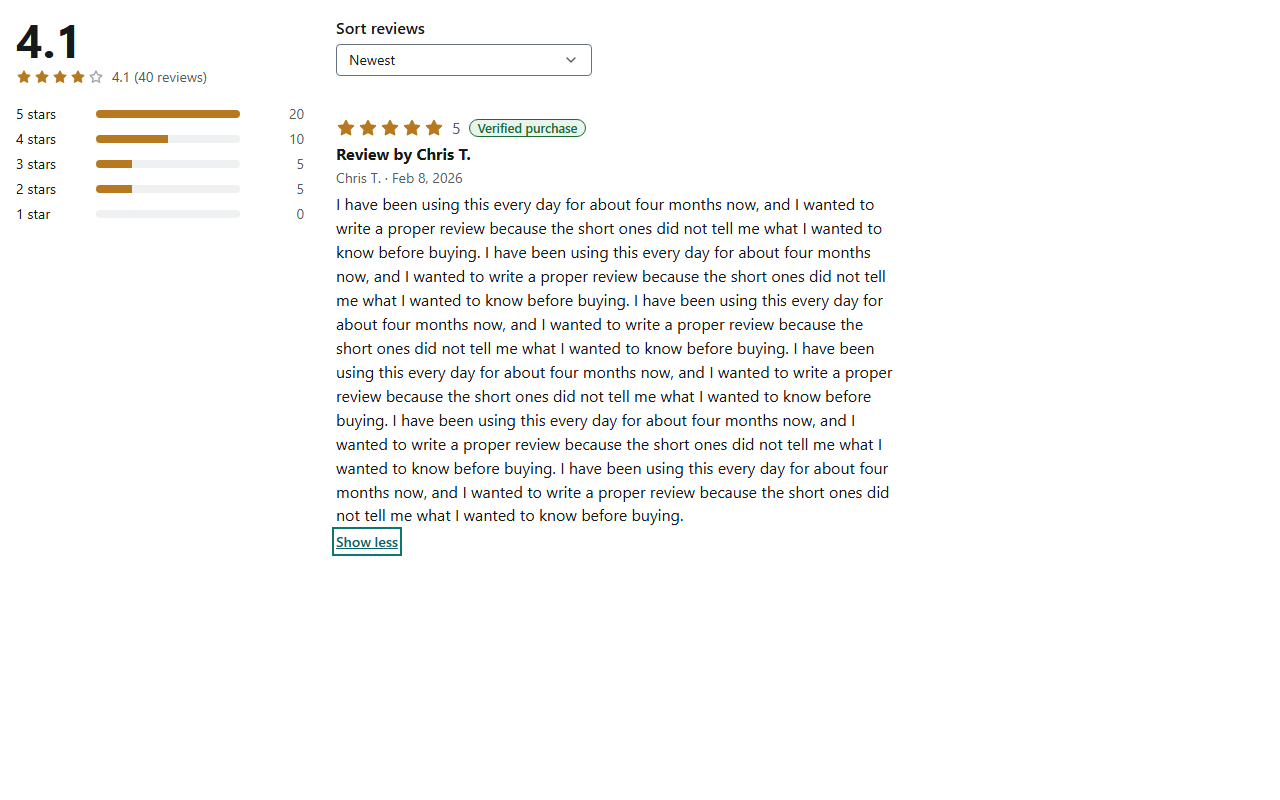 4.1
4.1 (40 reviews)
5 stars 20
4 stars 10
3 stars 5
2 stars 5
1 star 0
Sort reviews
Newest
5 Verified purchase
Review by Chris T.
Chris T. · Feb 8, 2026
I have been using this every day for about four months now, and I wanted to
write a proper review because the short ones did not tell me what I wanted to
know before buying. I have been using this every day for about four months
now, and I wanted to write a proper review because the short ones did not tell
me what I wanted to know before buying. I have been using this every day for
about four months now, and I wanted to write a proper review because the
short ones did not tell me what I wanted to know before buying. I have been
using this every day for about four months now, and I wanted to write a proper
review because the short ones did not tell me what I wanted to know before
buying. I have been using this every day for about four months now, and I
wanted to write a proper review because the short ones did not tell me what I
wanted to know before buying. I have been using this every day for about four
months now, and I wanted to write a proper review because the short ones did
not tell me what I wanted to know before buying.
Show less